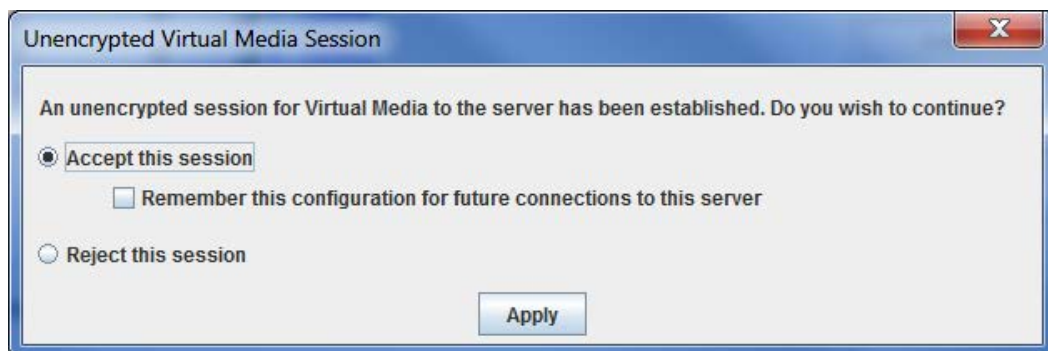 Unencrypted Virtual Media Session
An unencrypted session for Virtual Media to the server has been established. Do you wish to continue?
Accept this session
Remember this configuration for future connections to this server
Reject this session
Apply